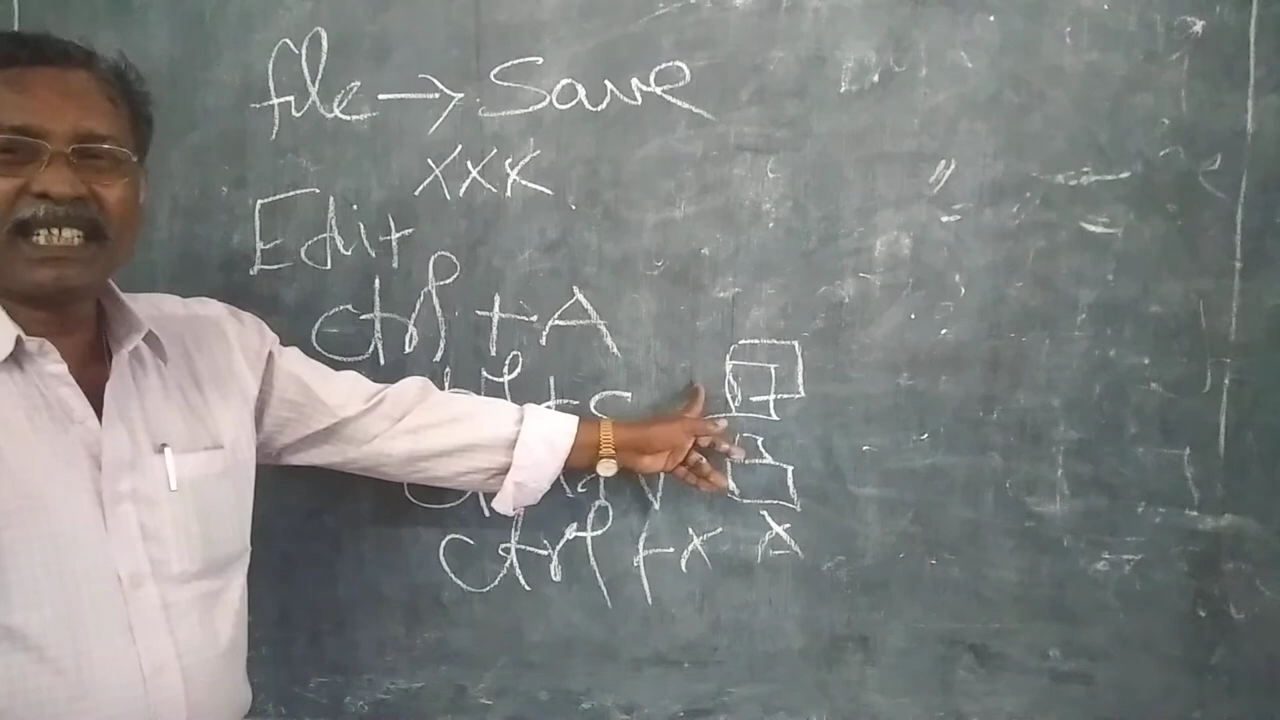 file → Save
xxx
Edit
Ctrl + A
+ C
V
Ctrl + x